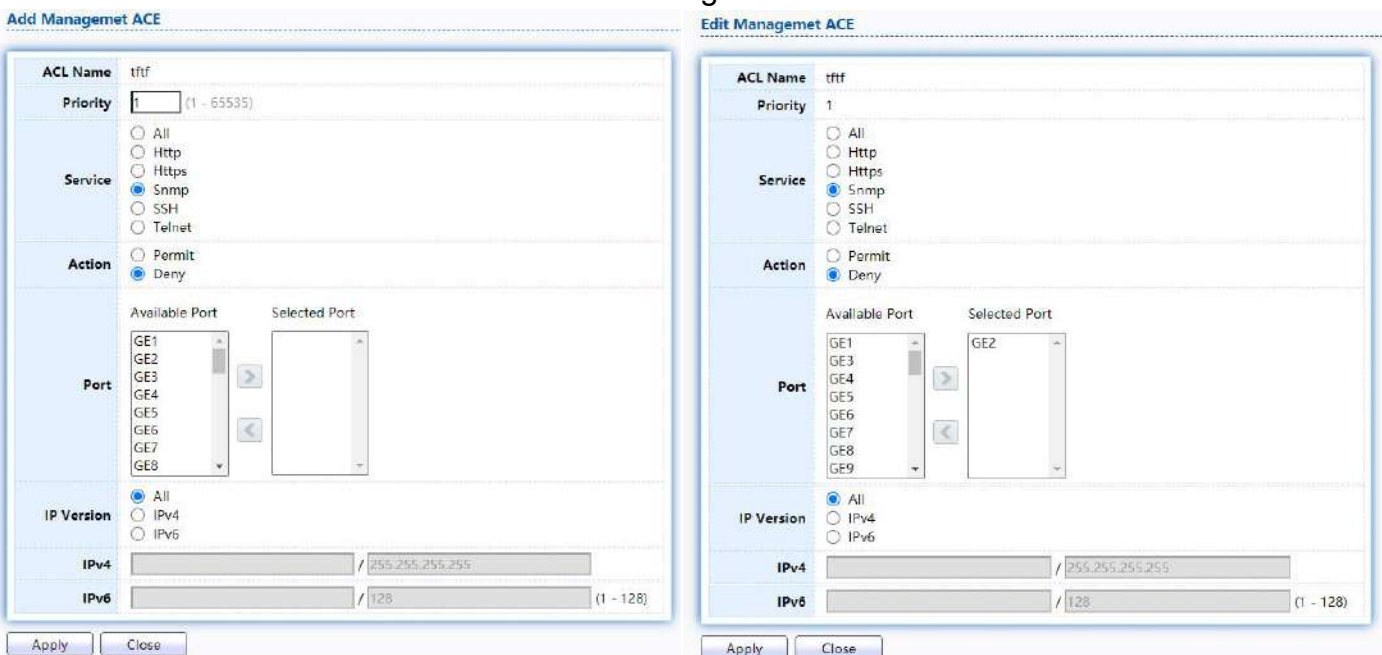 Add Managemet ACE
ACL Name tftf
Priority 1 (1 - 65535)
Service
All
Http
Https
Snmp
SSH
Telnet
Action
Permit
Deny
Port
Available Port Selected Port
GE1
GE2
GE3
GE4
GE5
GE6
GE7
GE8
IP Version
All
IPv4
IPv6
IPv4 / 255.255.255.255
IPv6 / 128 (1 - 128)
Apply Close
Edit Managemet ACE
ACL Name tftf
Priority 1
Service
All
Http
Https
Snmp
SSH
Telnet
Action
Permit
Deny
Port
Available Port Selected Port
GE1 GE2
GE3
GE4
GE5
GE6
GE7
GE8
GE9
IP Version
All
IPv4
IPv6
IPv4 / 255.255.255.255
IPv6 / 128 (1 - 128)
Apply Close